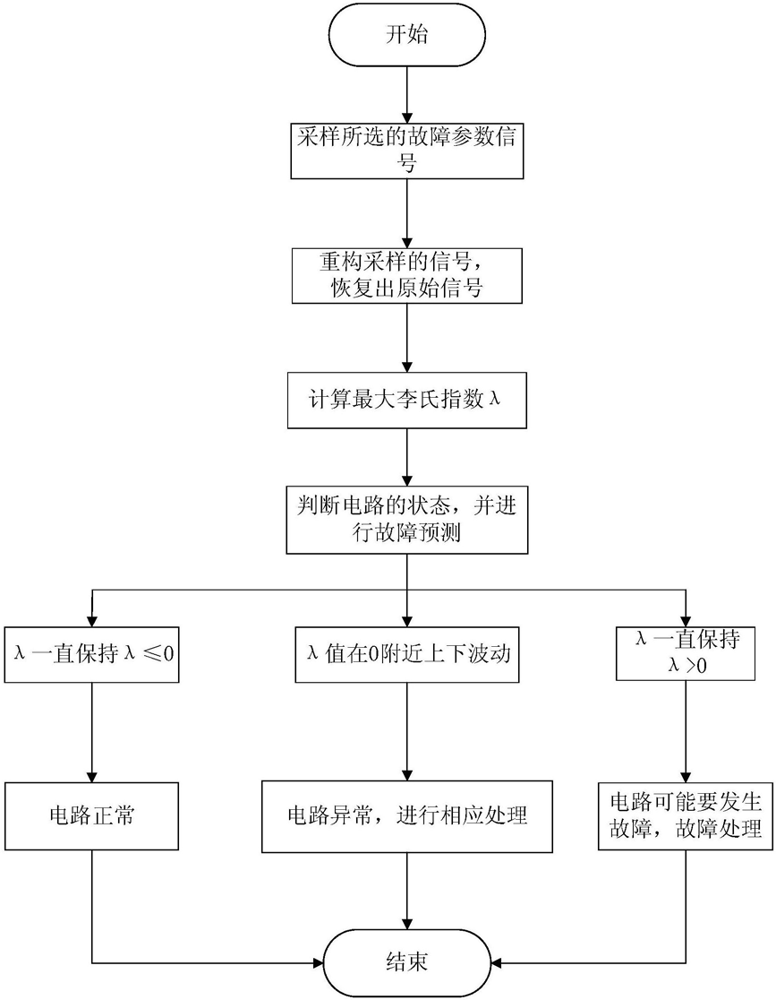 开始
采样所选的故障参数信
号
重构采样的信号，
恢复出原始信号
计算最大李氏指数λ
判断电路的状态，并进
行故障预测
λ一直保持λ≤0
λ值在0附近上下波动
λ一直保持
λ>0
电路正常
电路异常，进行相应处理
电路可能要发生
故障，故障处理
结束